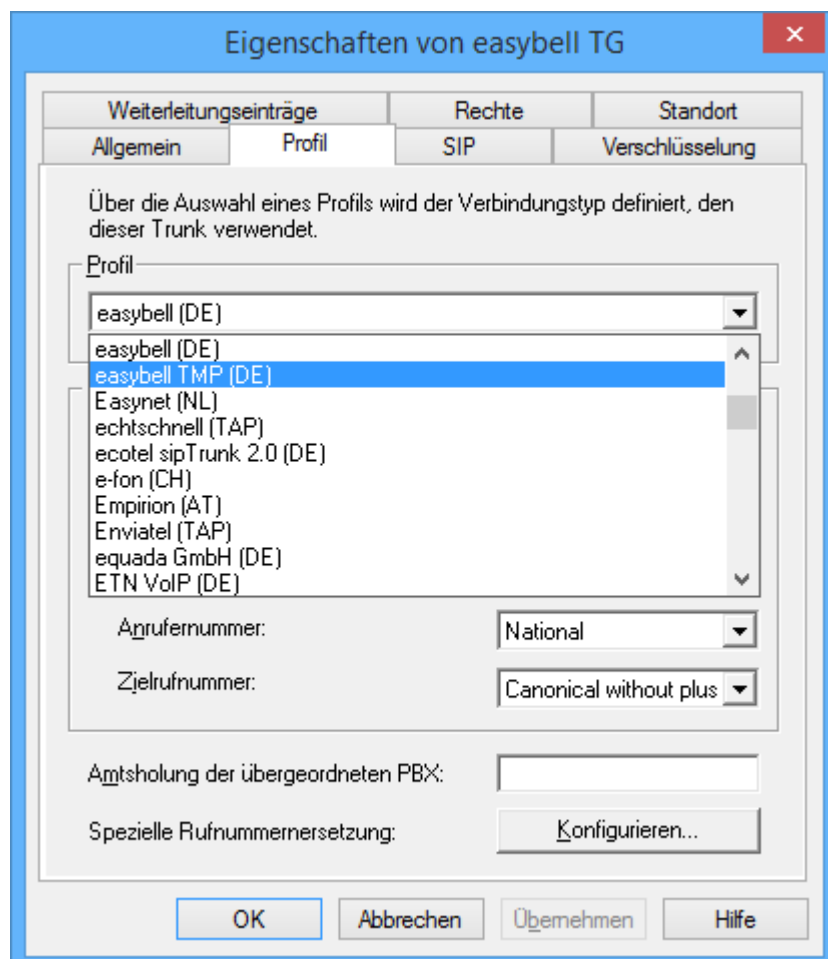 Eigenschaften von easybell TG
Weiterleitungseinträge Rechte Standort
Allgemein Profil SIP Verschlüsselung
Über die Auswahl eines Profils wird der Verbindungstyp definiert, den
dieser Trunk verwendet.
Profil
easybell (DE)
easybell (DE)
easybell TMP (DE)
Easynet (NL)
echtschnell (TAP)
ecotel sipTrunk 2.0 (DE)
e-fon (CH)
Empirion (AT)
Enviatel (TAP)
equada GmbH (DE)
ETN VoIP (DE)
Anrufernummer: National
Zielrufnummer: Canonical without plus
Amtsholung der übergeordneten PBX:
Spezielle Rufnummernersetzung: Konfigurieren...
OK Abbrechen Übernehmen Hilfe